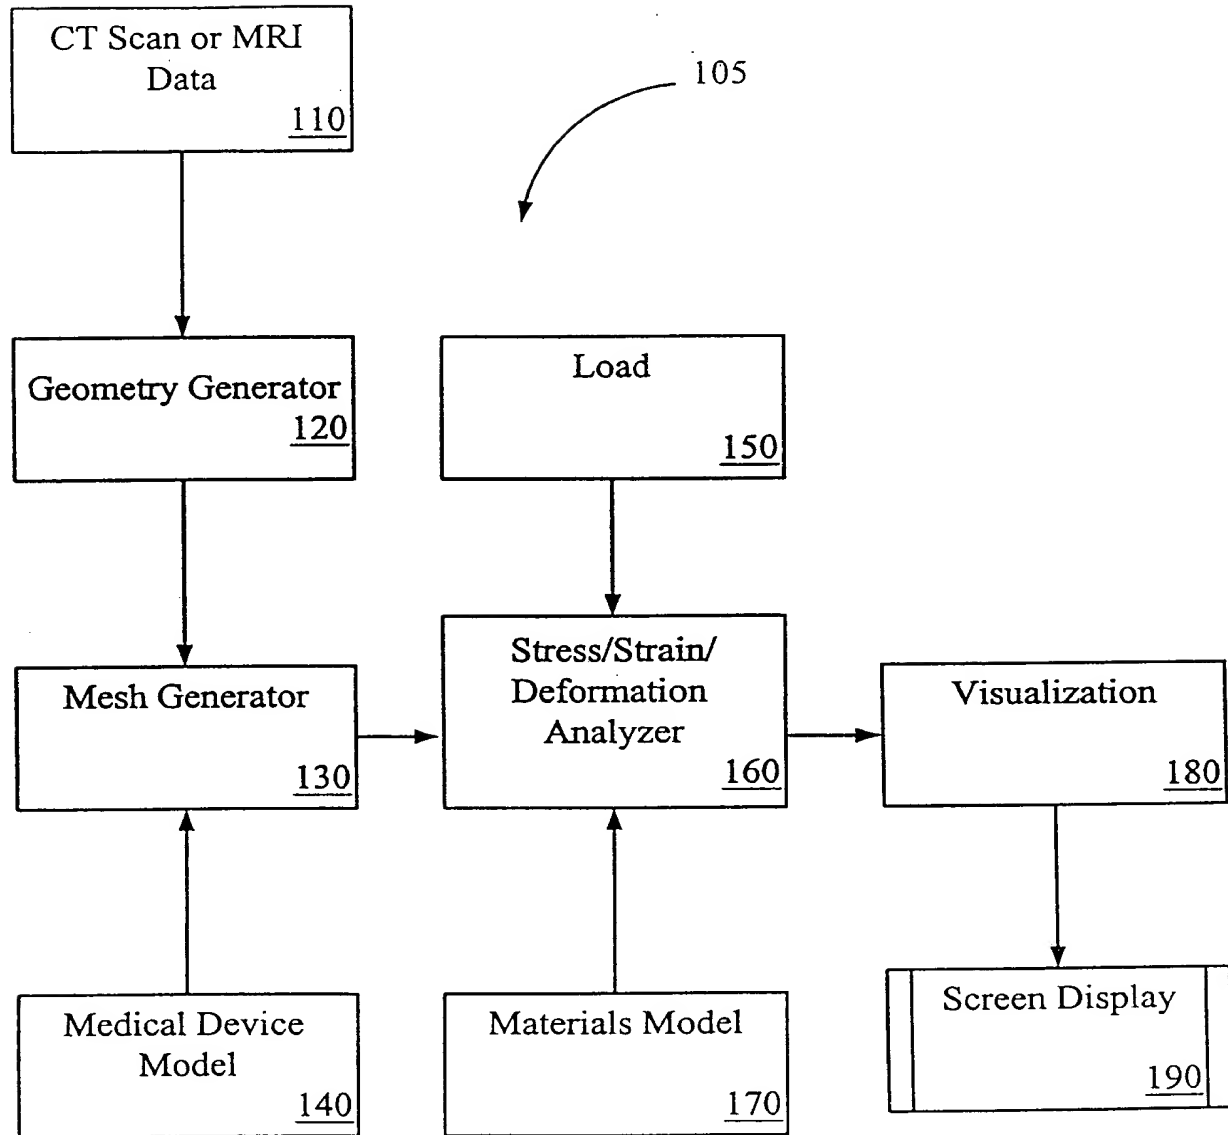 CT Scan or MRI
Data
110
105
Geometry Generator
120
Load
150
Mesh Generator
130
Stress/Strain/
Deformation
Analyzer
160
Visualization
180
Medical Device
Model
140
Materials Model
170
Screen Display
190